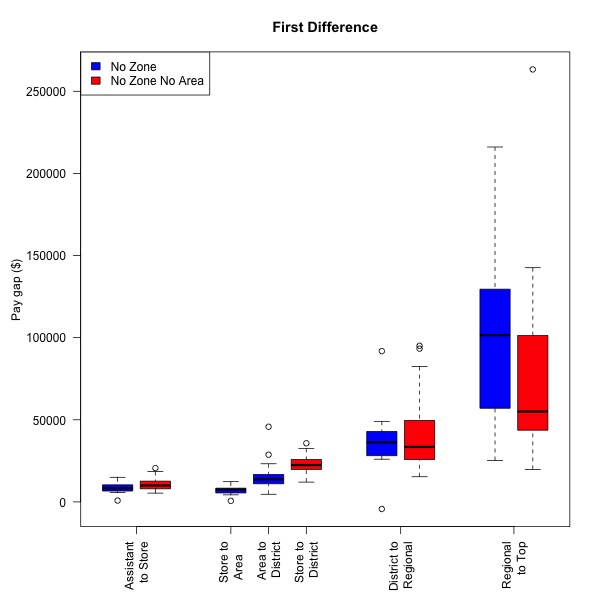 First Difference
No Zone
No Zone No Area
Pay gap ($)
250000
200000
150000
100000
50000
0
Assistant
to Store
Store to
Area
Area to
District
Store to
District
District to
Regional
Regional
to Top